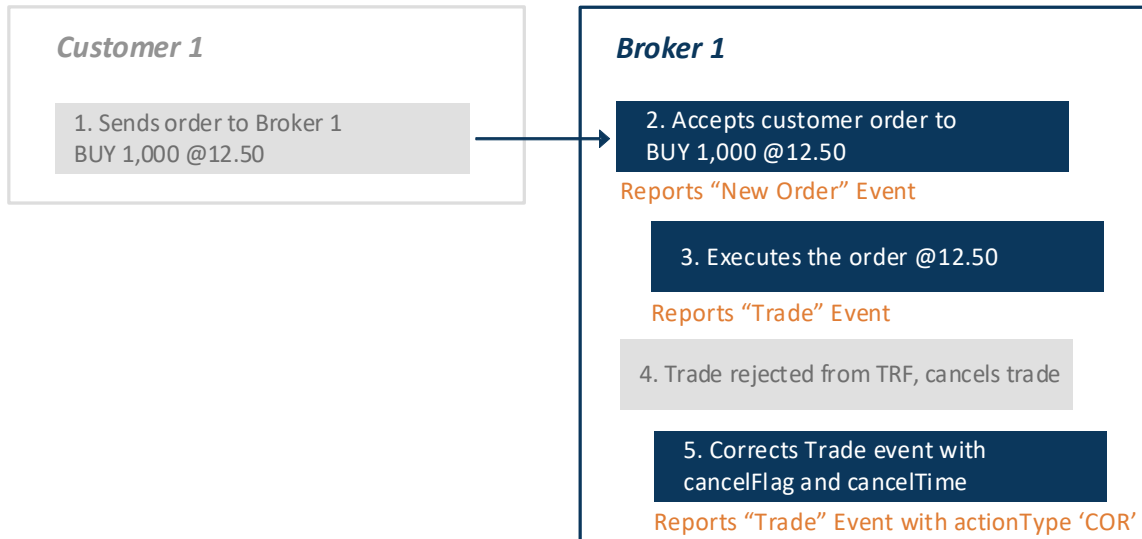 Customer 1
1. Sends order to Broker 1
BUY 1,000 @12.50
Broker 1
2. Accepts customer order to
BUY 1,000 @12.50
Reports “New Order” Event
3. Executes the order @12.50
Reports “Trade” Event
4. Trade rejected from TRF, cancels trade
5. Corrects Trade event with
cancelFlag and cancelTime
Reports “Trade” Event with actionType ‘COR’